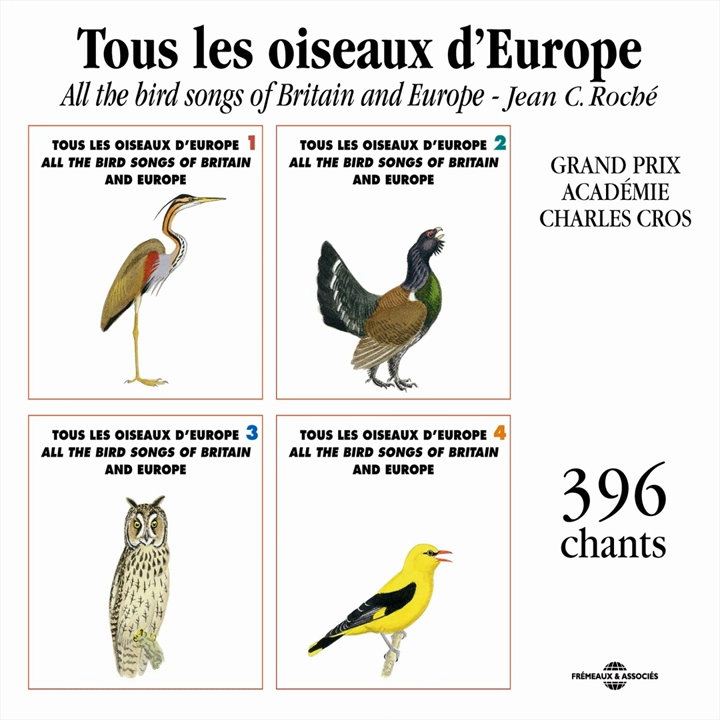 Tous les oiseaux d'Europe
All the bird songs of Britain and Europe - Jean C. Roché
TOUS LES OISEAUX D'EUROPE 1
ALL THE BIRD SONGS OF BRITAIN
AND EUROPE
TOUS LES OISEAUX D'EUROPE 2
ALL THE BIRD SONGS OF BRITAIN
AND EUROPE
GRAND PRIX
ACADÉMIE
CHARLES CROS
TOUS LES OISEAUX D'EUROPE 3
ALL THE BIRD SONGS OF BRITAIN
AND EUROPE
TOUS LES OISEAUX D'EUROPE 4
ALL THE BIRD SONGS OF BRITAIN
AND EUROPE
396
chants
FRÉMEAUX & ASSOCIÉS